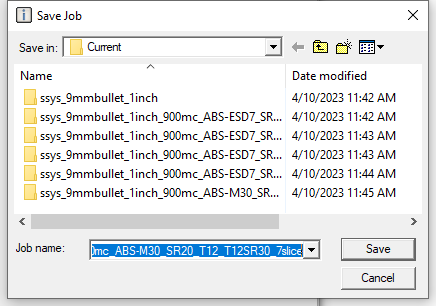 Save Job
Save in: Current
Name Date modified
ssys_9mmbullet_1inch 4/10/2023 11:42 AM
ssys_9mmbullet_1inch_900mc_ABS-ESD7_SR... 4/10/2023 11:42 AM
ssys_9mmbullet_1inch_900mc_ABS-ESD7_SR... 4/10/2023 11:43 AM
ssys_9mmbullet_1inch_900mc_ABS-ESD7_SR... 4/10/2023 11:43 AM
ssys_9mmbullet_1inch_900mc_ABS-ESD7_SR... 4/10/2023 11:44 AM
ssys_9mmbullet_1inch_900mc_ABS-M30_SR... 4/10/2023 11:45 AM
Job name: 0mc_ABS-M30_SR20_T12_T12SR30_7slice Save
Cancel